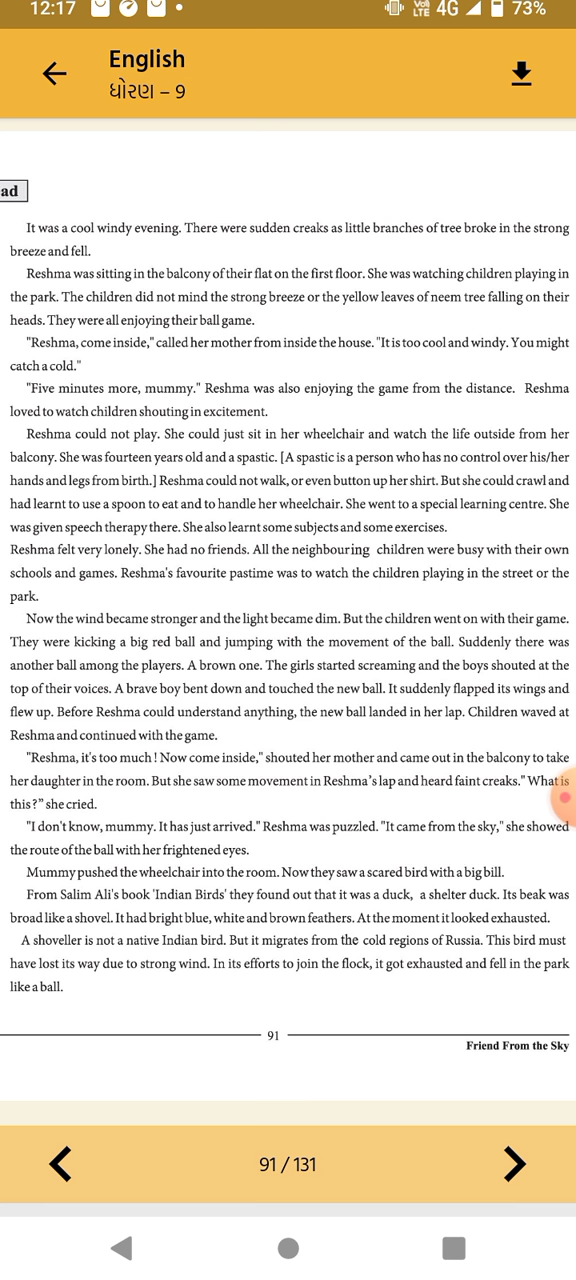 12:17
VoLTE 4G 73%
English
ધોરણ – 9
ad
It was a cool windy evening. There were sudden creaks as little branches of tree broke in the strong
breeze and fell.
Reshma was sitting in the balcony of their flat on the first floor. She was watching children playing in
the park. The children did not mind the strong breeze or the yellow leaves of neem tree falling on their
heads. They were all enjoying their ball game.
"Reshma, come inside," called her mother from inside the house. "It is too cool and windy. You might
catch a cold."
"Five minutes more, mummy." Reshma was also enjoying the game from the distance. Reshma
loved to watch children shouting in excitement.
Reshma could not play. She could just sit in her wheelchair and watch the life outside from her
balcony. She was fourteen years old and a spastic. [A spastic is a person who has no control over his/her
hands and legs from birth.] Reshma could not walk, or even button up her shirt. But she could crawl and
had learnt to use a spoon to eat and to handle her wheelchair. She went to a special learning centre. She
was given speech therapy there. She also learnt some subjects and some exercises.
Reshma felt very lonely. She had no friends. All the neighbouring children were busy with their own
schools and games. Reshma's favourite pastime was to watch the children playing in the street or the
park.
Now the wind became stronger and the light became dim. But the children went on with their game.
They were kicking a big red ball and jumping with the movement of the ball. Suddenly there was
another ball among the players. A brown one. The girls started screaming and the boys shouted at the
top of their voices. A brave boy bent down and touched the new ball. It suddenly flapped its wings and
flew up. Before Reshma could understand anything, the new ball landed in her lap. Children waved at
Reshma and continued with the game.
"Reshma, it's too much! Now come inside," shouted her mother and came out in the balcony to take
her daughter in the room. But she saw some movement in Reshma's lap and heard faint creaks." What is
this?" she cried.
"I don't know, mummy. It has just arrived." Reshma was puzzled. "It came from the sky," she showed
the route of the ball with her frightened eyes.
Mummy pushed the wheelchair into the room. Now they saw a scared bird with a big bill.
From Salim Ali's book 'Indian Birds' they found out that it was a duck, a shelter duck. Its beak was
broad like a shovel. It had bright blue, white and brown feathers. At the moment it looked exhausted.
A shoveller is not a native Indian bird. But it migrates from the cold regions of Russia. This bird must
have lost its way due to strong wind. In its efforts to join the flock, it got exhausted and fell in the park
like a ball.
91
Friend From the Sky
91 / 131